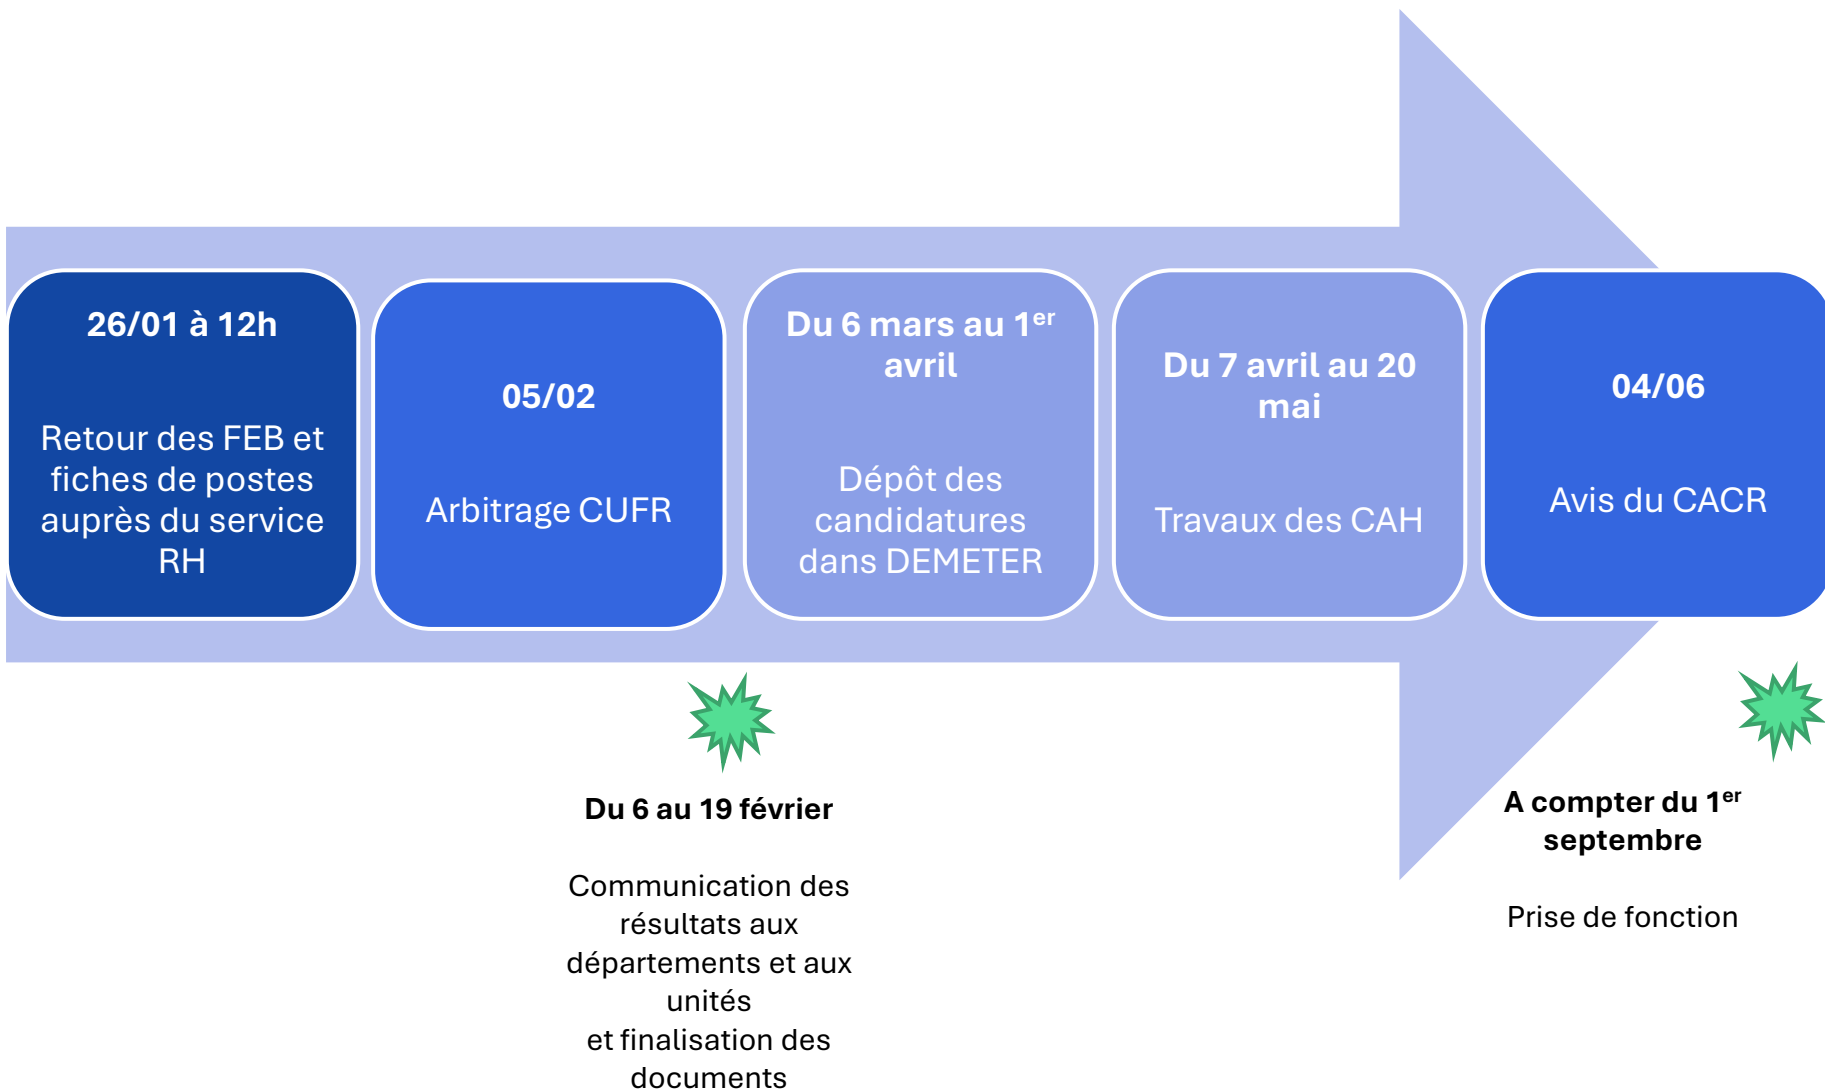 26/01 à 12h
Retour des FEB et
fiches de postes
auprès du service
RH
05/02
Arbitrage CUFR
Du 6 mars au 1er
avril
Dépôt des
candidatures
dans DEMETER
Du 7 avril au 20
mai
Travaux des CAH
04/06
Avis du CACR
Du 6 au 19 février
Communication des
résultats aux
départements et aux
unités
et finalisation des
documents
A compter du 1er
septembre
Prise de fonction